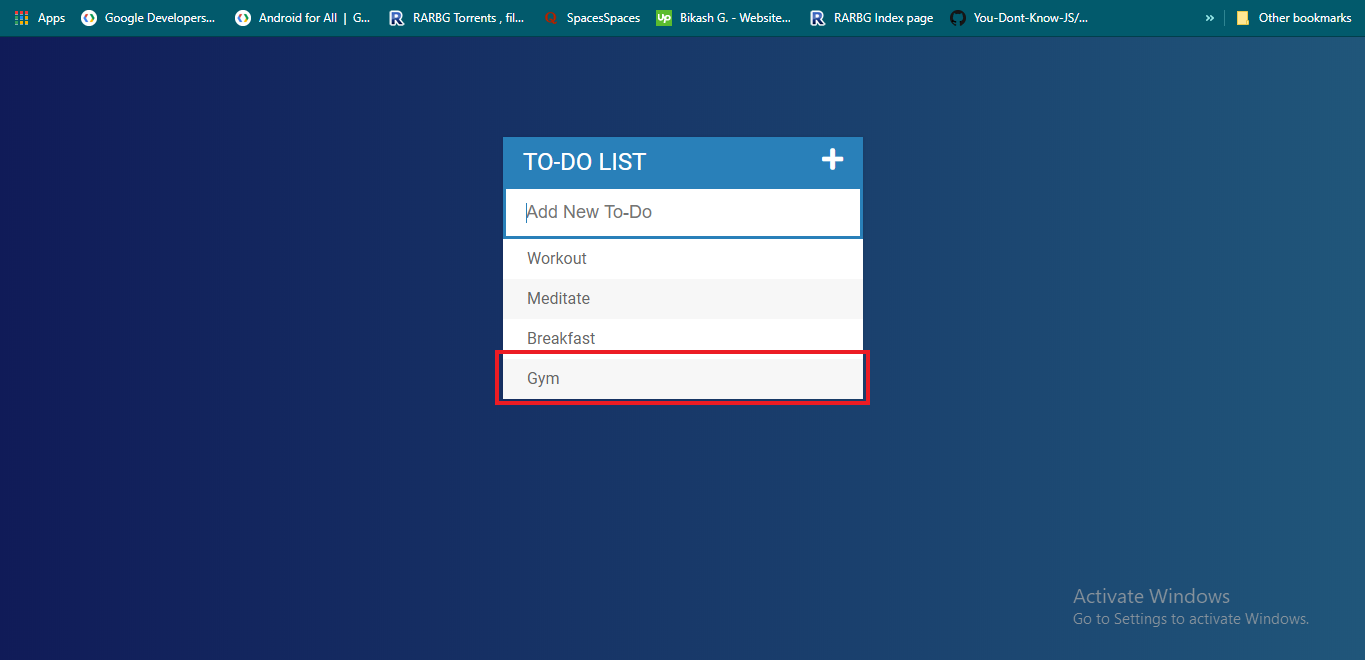 Apps Google Developers... Android for All | G... RARBG Torrents , fil... SpacesSpaces Up Bikash G. - Website... RARBG Index page You-Dont-Know-JS/... » Other bookmarks
TO-DO LIST
Add New To-Do
Workout
Meditate
Breakfast
Gym
Activate Windows
Go to Settings to activate Windows.